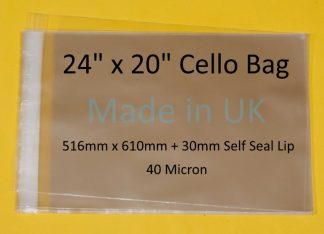 24" x 20" Cello Bag
Made in UK
516mm x 610mm + 30mm Self Seal Lip
40 Micron